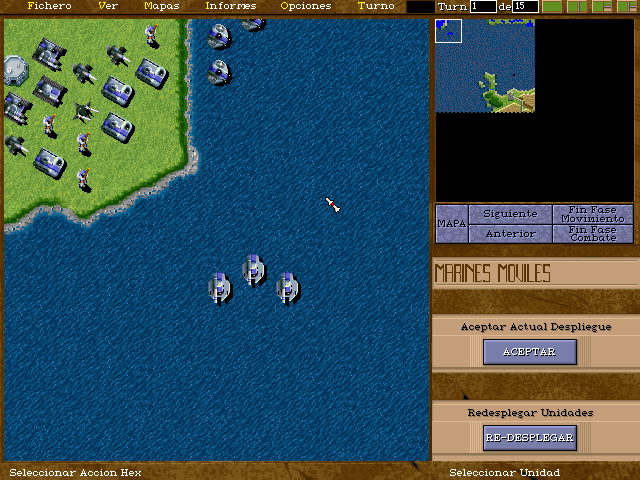 Fichero Ver Mapas Informes Opciones Turno Turn 1 de 15
MAPA
Siguiente
Fin Fase
Movimiento
Anterior
Fin Fase
Combate
MARINES MOVILES
Aceptar Actual Despliegue
ACEPTAR
Redesplegar Unidades
RE-DESPLEGAR
Seleccionar Accion Hex
Seleccionar Unidad